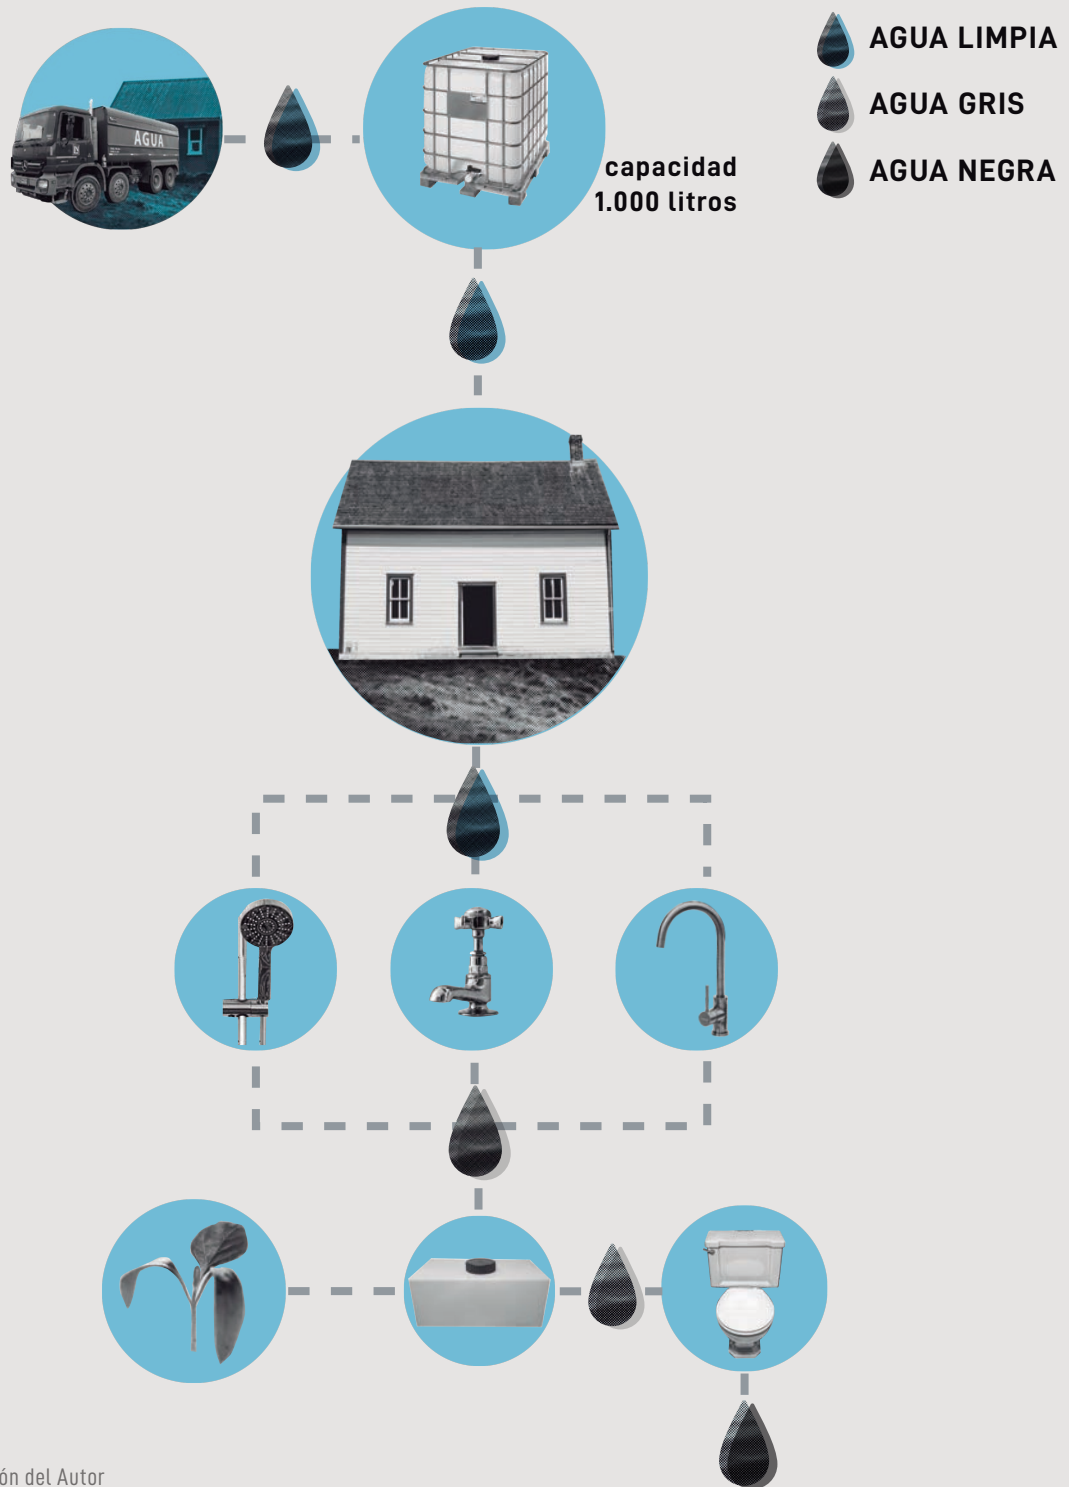 AGUA LIMPIA
AGUA GRIS
AGUA NEGRA
AGUA
capacidad
1.000 litros
ón del Autor